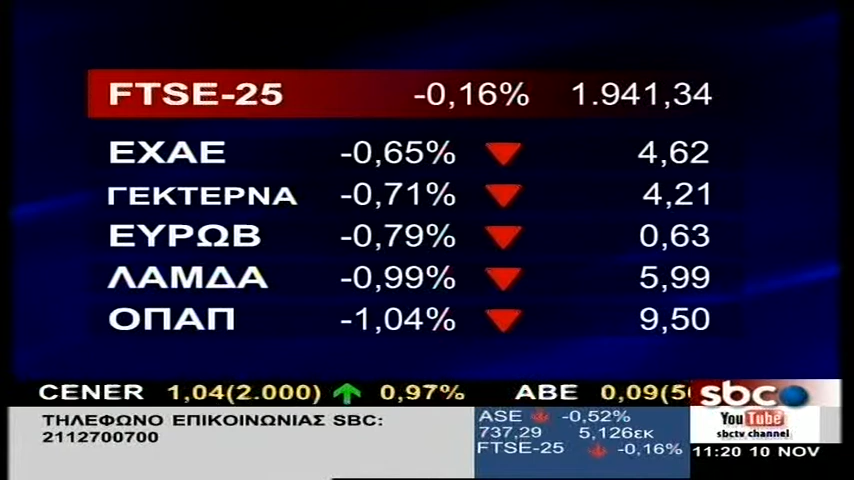 FTSE-25 -0,16% 1.941,34
ΕΧΑΕ -0,65% 4,62
ΓΕΚΤΕΡΝΑ -0,71% 4,21
ΕΥΡΩΒ -0,79% 0,63
ΛΑΜΔΑ -0,99% 5,99
ΟΠΑΠ -1,04% 9,50
CENER 1,04(2.000) 0,97% ABE 0,09(50
sbc
You Tube
sbctv channel
ΤΗΛΕΦΩΝΟ ΕΠΙΚΟΙΝΩΝΙΑΣ SBC:
2112700700
ASE -0,52%
737,29 5,126εκ
FTSE-25 -0,16%
11:20 10 NOV